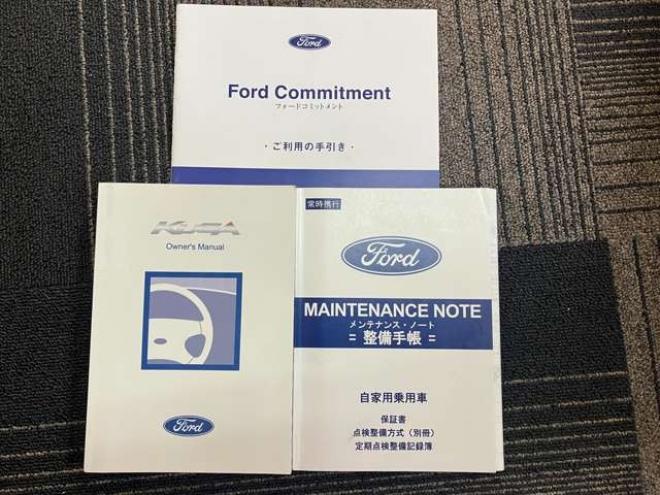 Ford
Ford Commitment
フォードコミットメント
・ご利用の手引き・
KUGA
Owner's Manual
Ford
常時携行
Ford
MAINTENANCE NOTE
メンテナンス・ノート
= 整備手帳 =
自家用乗用車
保証書
点検整備方式(別冊)
定期点検整備記録簿